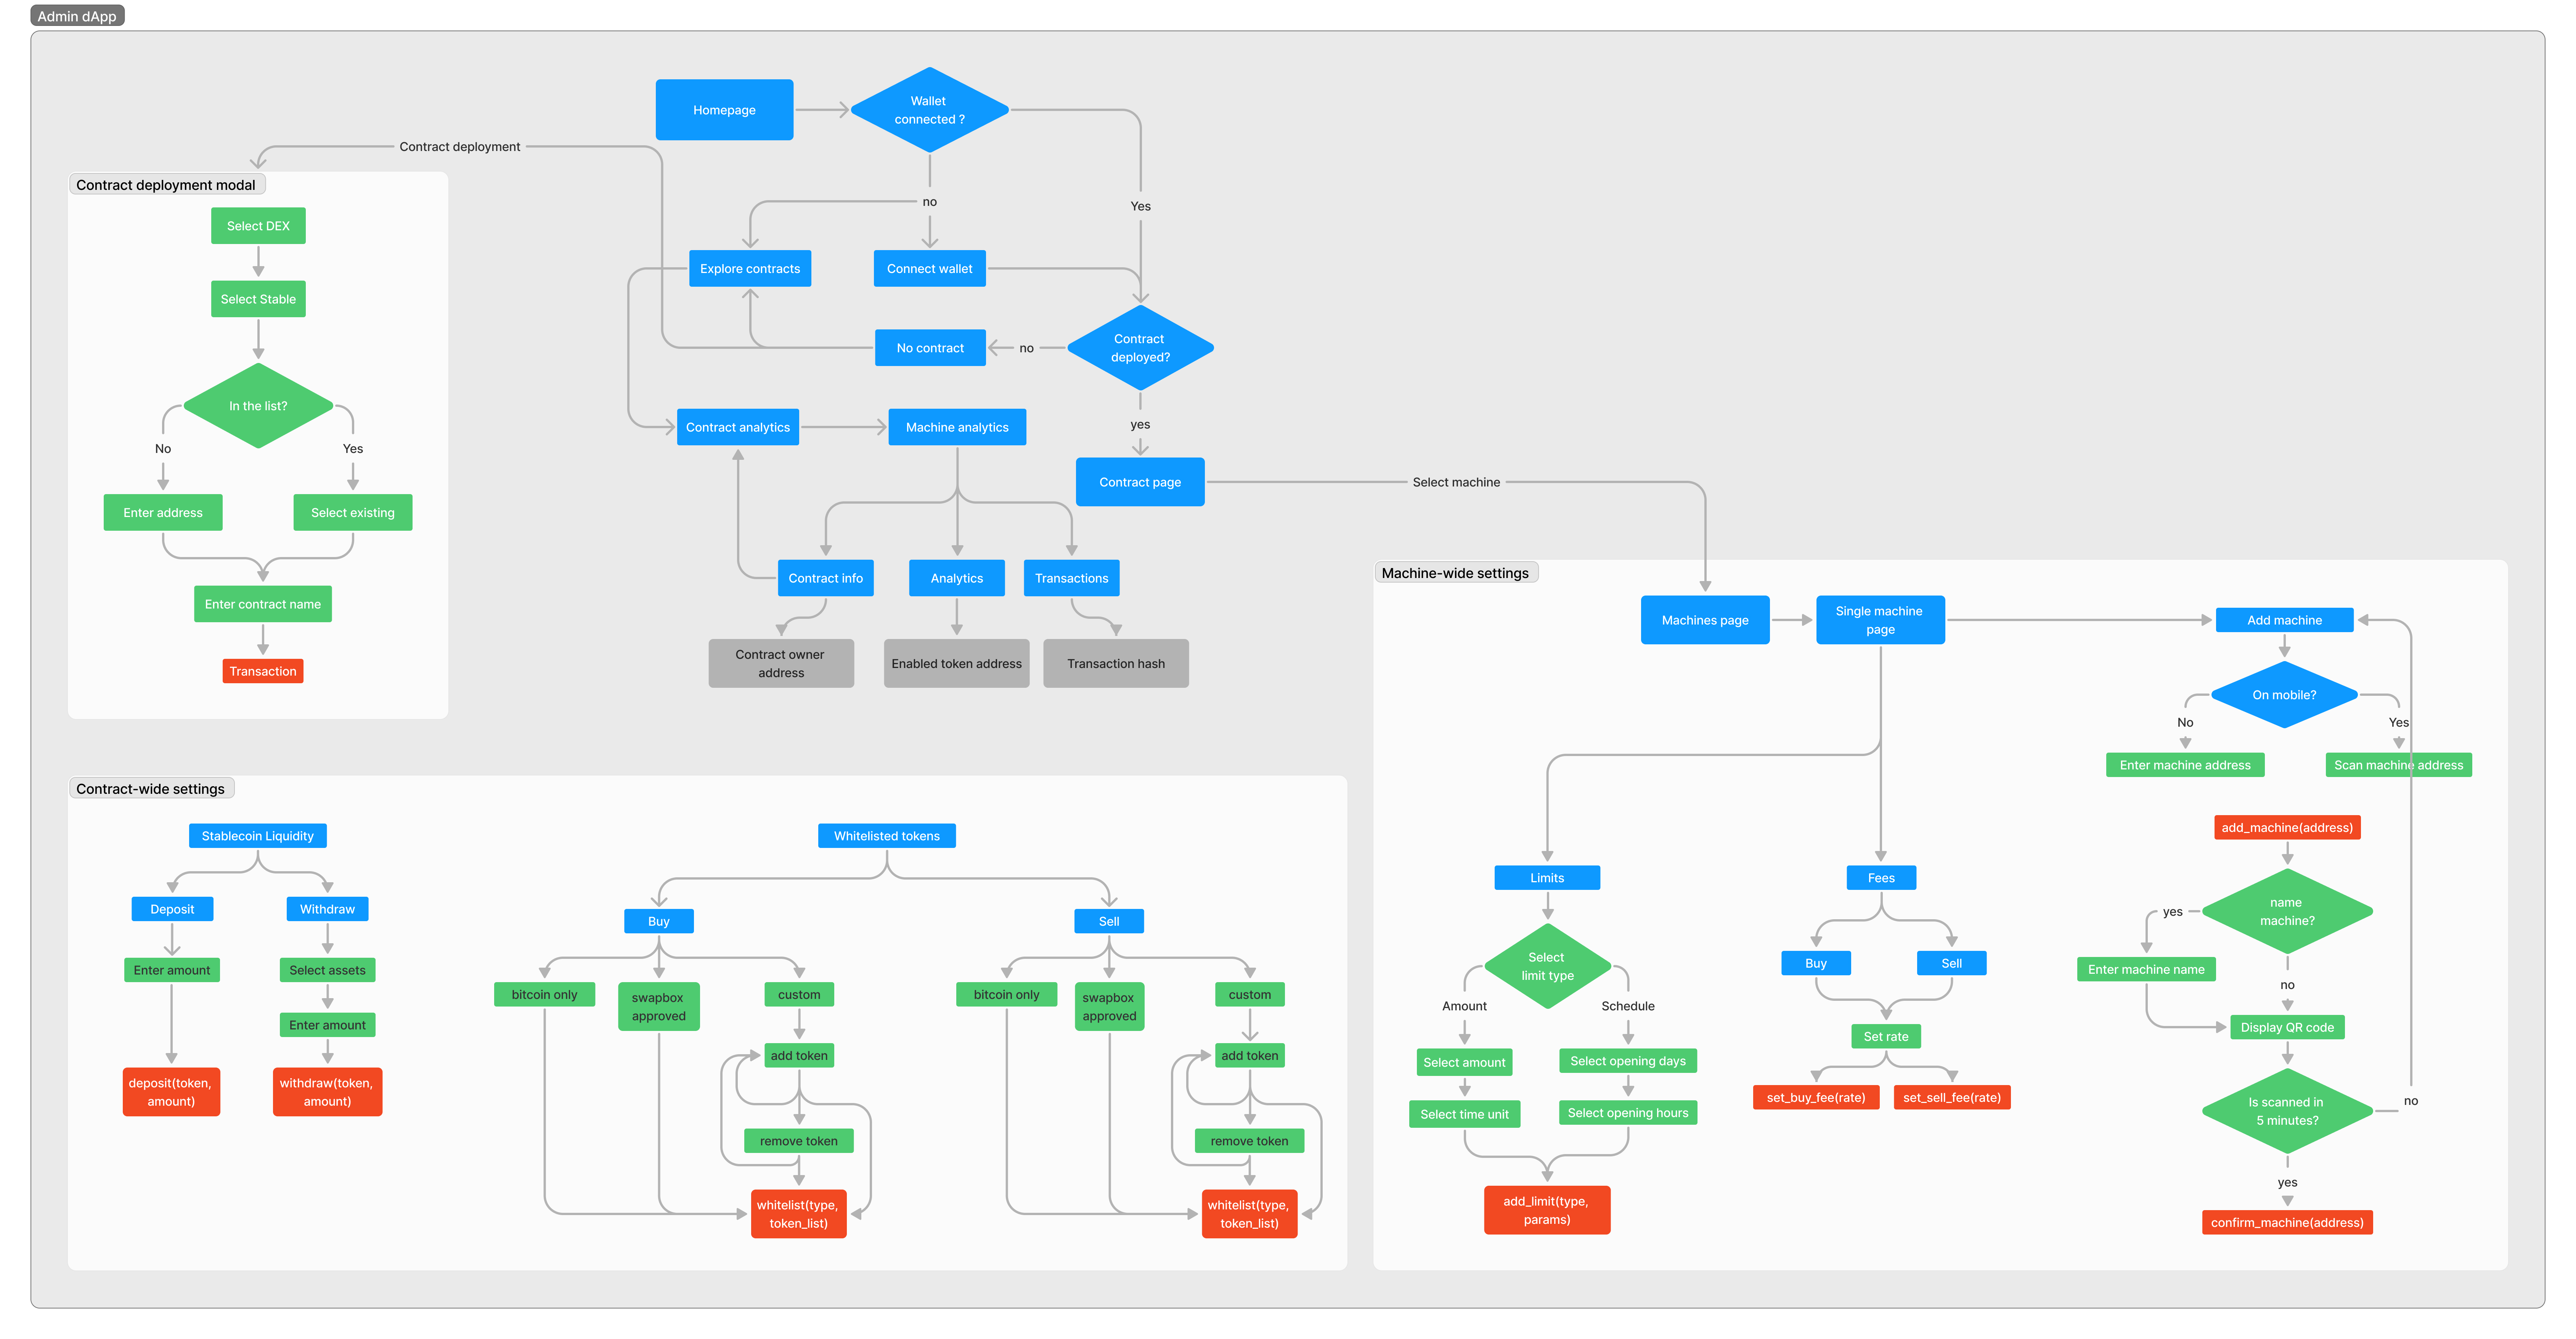 Admin dApp
Homepage
Wallet
connected ?
Contract deployment
no
Yes
Explore contracts
Connect wallet
No contract
no
Contract
deployed?
yes
Contract analytics
Machine analytics
Contract page
Select machine
Contract info
Analytics
Transactions
Contract owner
address
Enabled token address
Transaction hash
Contract deployment modal
Select DEX
Select Stable
In the list?
No
Yes
Enter address
Select existing
Enter contract name
Transaction
Contract-wide settings
Stablecoin Liquidity
Deposit
Withdraw
Enter amount
Select assets
Enter amount
deposit(token,
amount)
withdraw(token,
amount)
Whitelisted tokens
Buy
Sell
bitcoin only
swapbox
approved
custom
add token
remove token
whitelist(type,
token_list)
bitcoin only
swapbox
approved
custom
add token
remove token
whitelist(type,
token_list)
Machine-wide settings
Machines page
Single machine
page
Add machine
On mobile?
No
Yes
Enter machine address
Scan machine address
Limits
Select
limit type
Amount
Schedule
Select amount
Select opening days
Select time unit
Select opening hours
add_limit(type,
params)
Fees
Buy
Sell
Set rate
set_buy_fee(rate)
set_sell_fee(rate)
add_machine(address)
name
machine?
yes
Enter machine name
no
Display QR code
Is scanned in
5 minutes?
no
yes
confirm_machine(address)